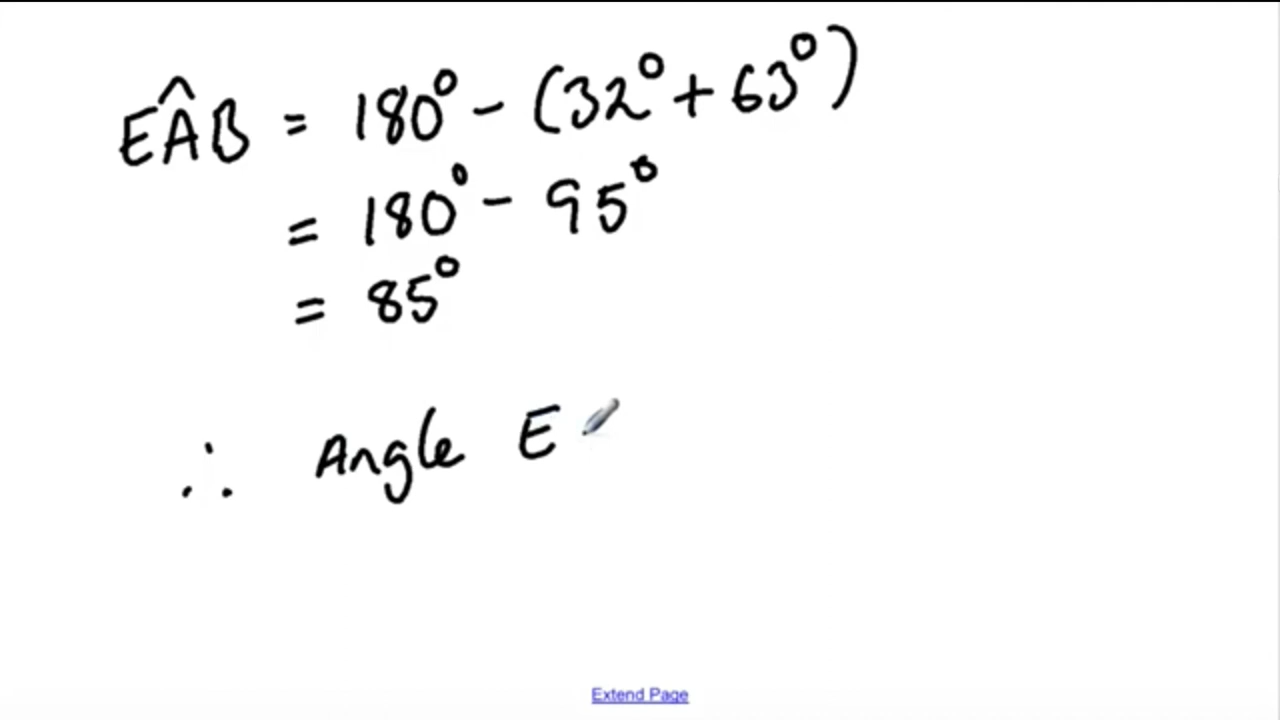 EÂB = 180° - (32° + 63°)
= 180° - 95°
= 85°
∴ Angle E
Extend Page